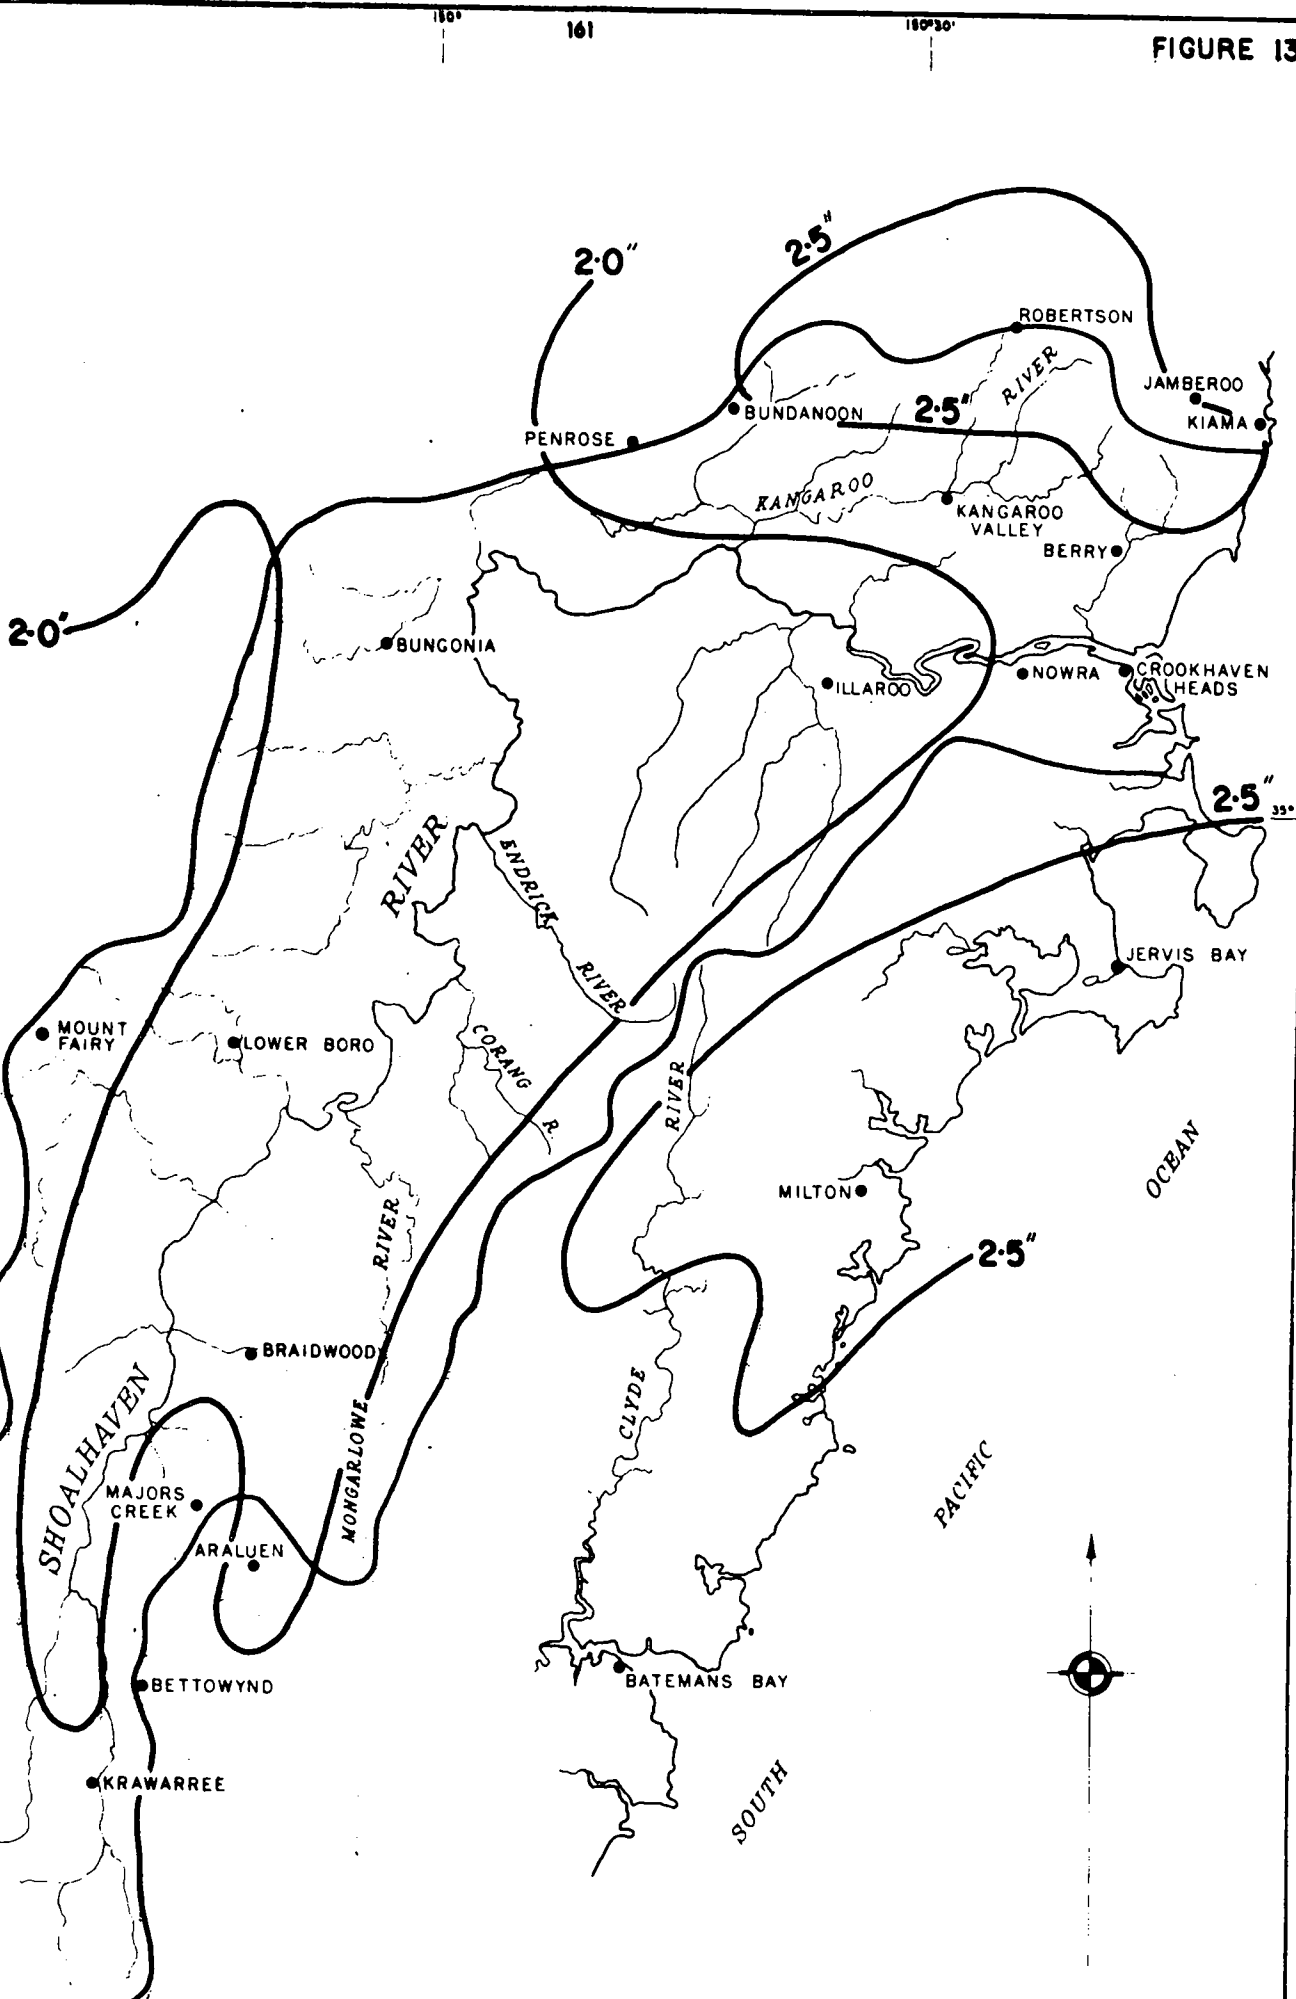 150°
161
150°30'
FIGURE 13
2·5"
2·0"
ROBERTSON
RIVER
JAMBEROO
KIAMA
BUNDANOON
2·5"
PENROSE
KANGAROO
KANGAROO
VALLEY
BERRY
2·0"
BUNGONIA
ILLAROO
NOWRA
CROOKHAVEN
HEADS
2·5"
35°
RIVER
ENDRICK
RIVER
JERVIS BAY
MOUNT
FAIRY
LOWER BORO
CORANG
R.
RIVER
OCEAN
MILTON
RIVER
2·5"
BRAIDWOOD
SHOALHAVEN
CLYDE
MONGARLOWE
PACIFIC
MAJORS
CREEK
ARALUEN
BETTOWYND
BATEMANS BAY
KRAWARREE
SOUTH